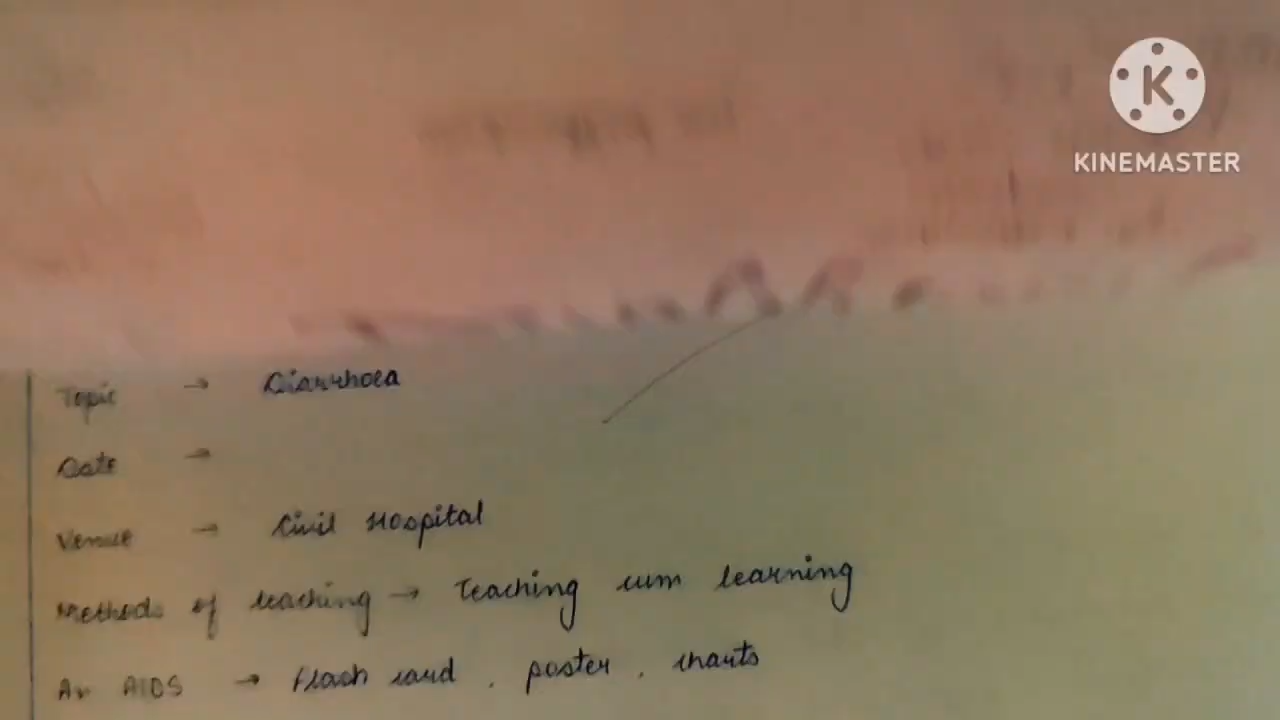 KINEMASTER
Topic → Diarrhoea
Date →
Venue → Civil Hospital
Methods of teaching → Teaching cum learning
Av AIDS → Flash card , poster , charts